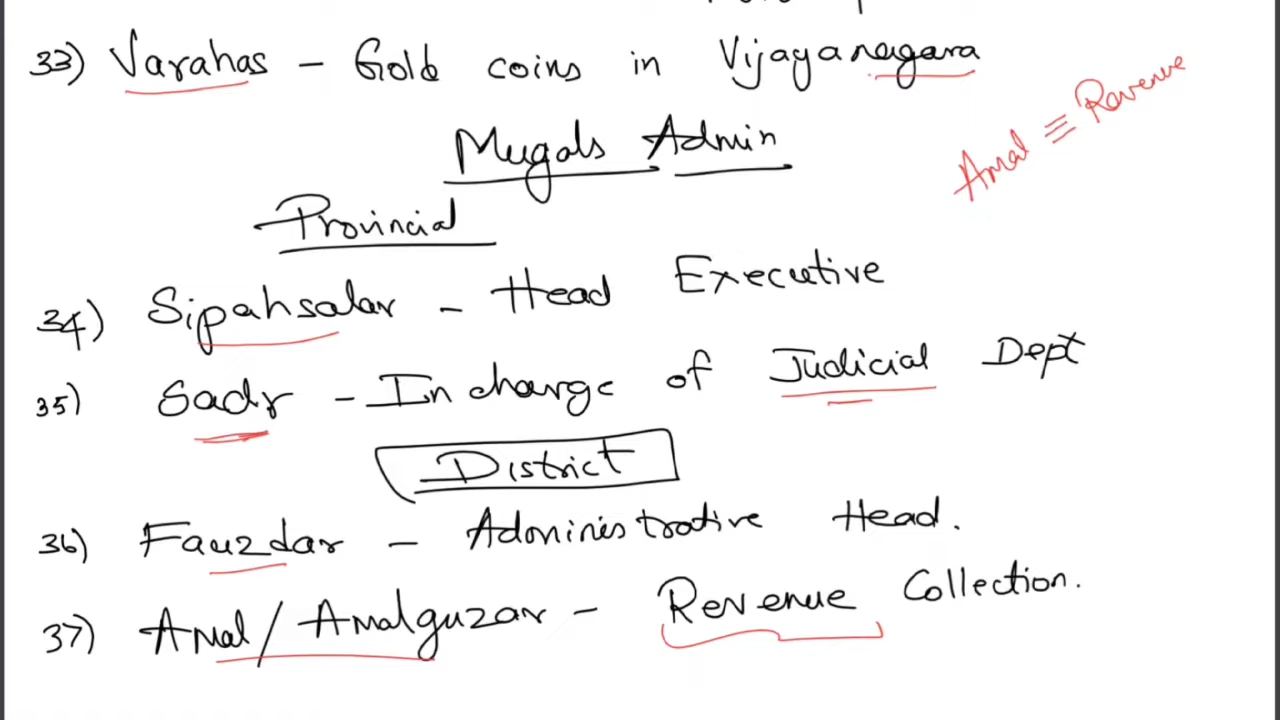 33) Varahas - Gold coins in Vijayanagara
Amal ≡ Revenue
Mugals Admin
Provincial
34) Sipahsalar - Head Executive
35) Sadr - In charge of Judicial Dept
District
36) Fauzdar - Administrative Head.
37) Amal / Amalguzar - Revenue Collection.